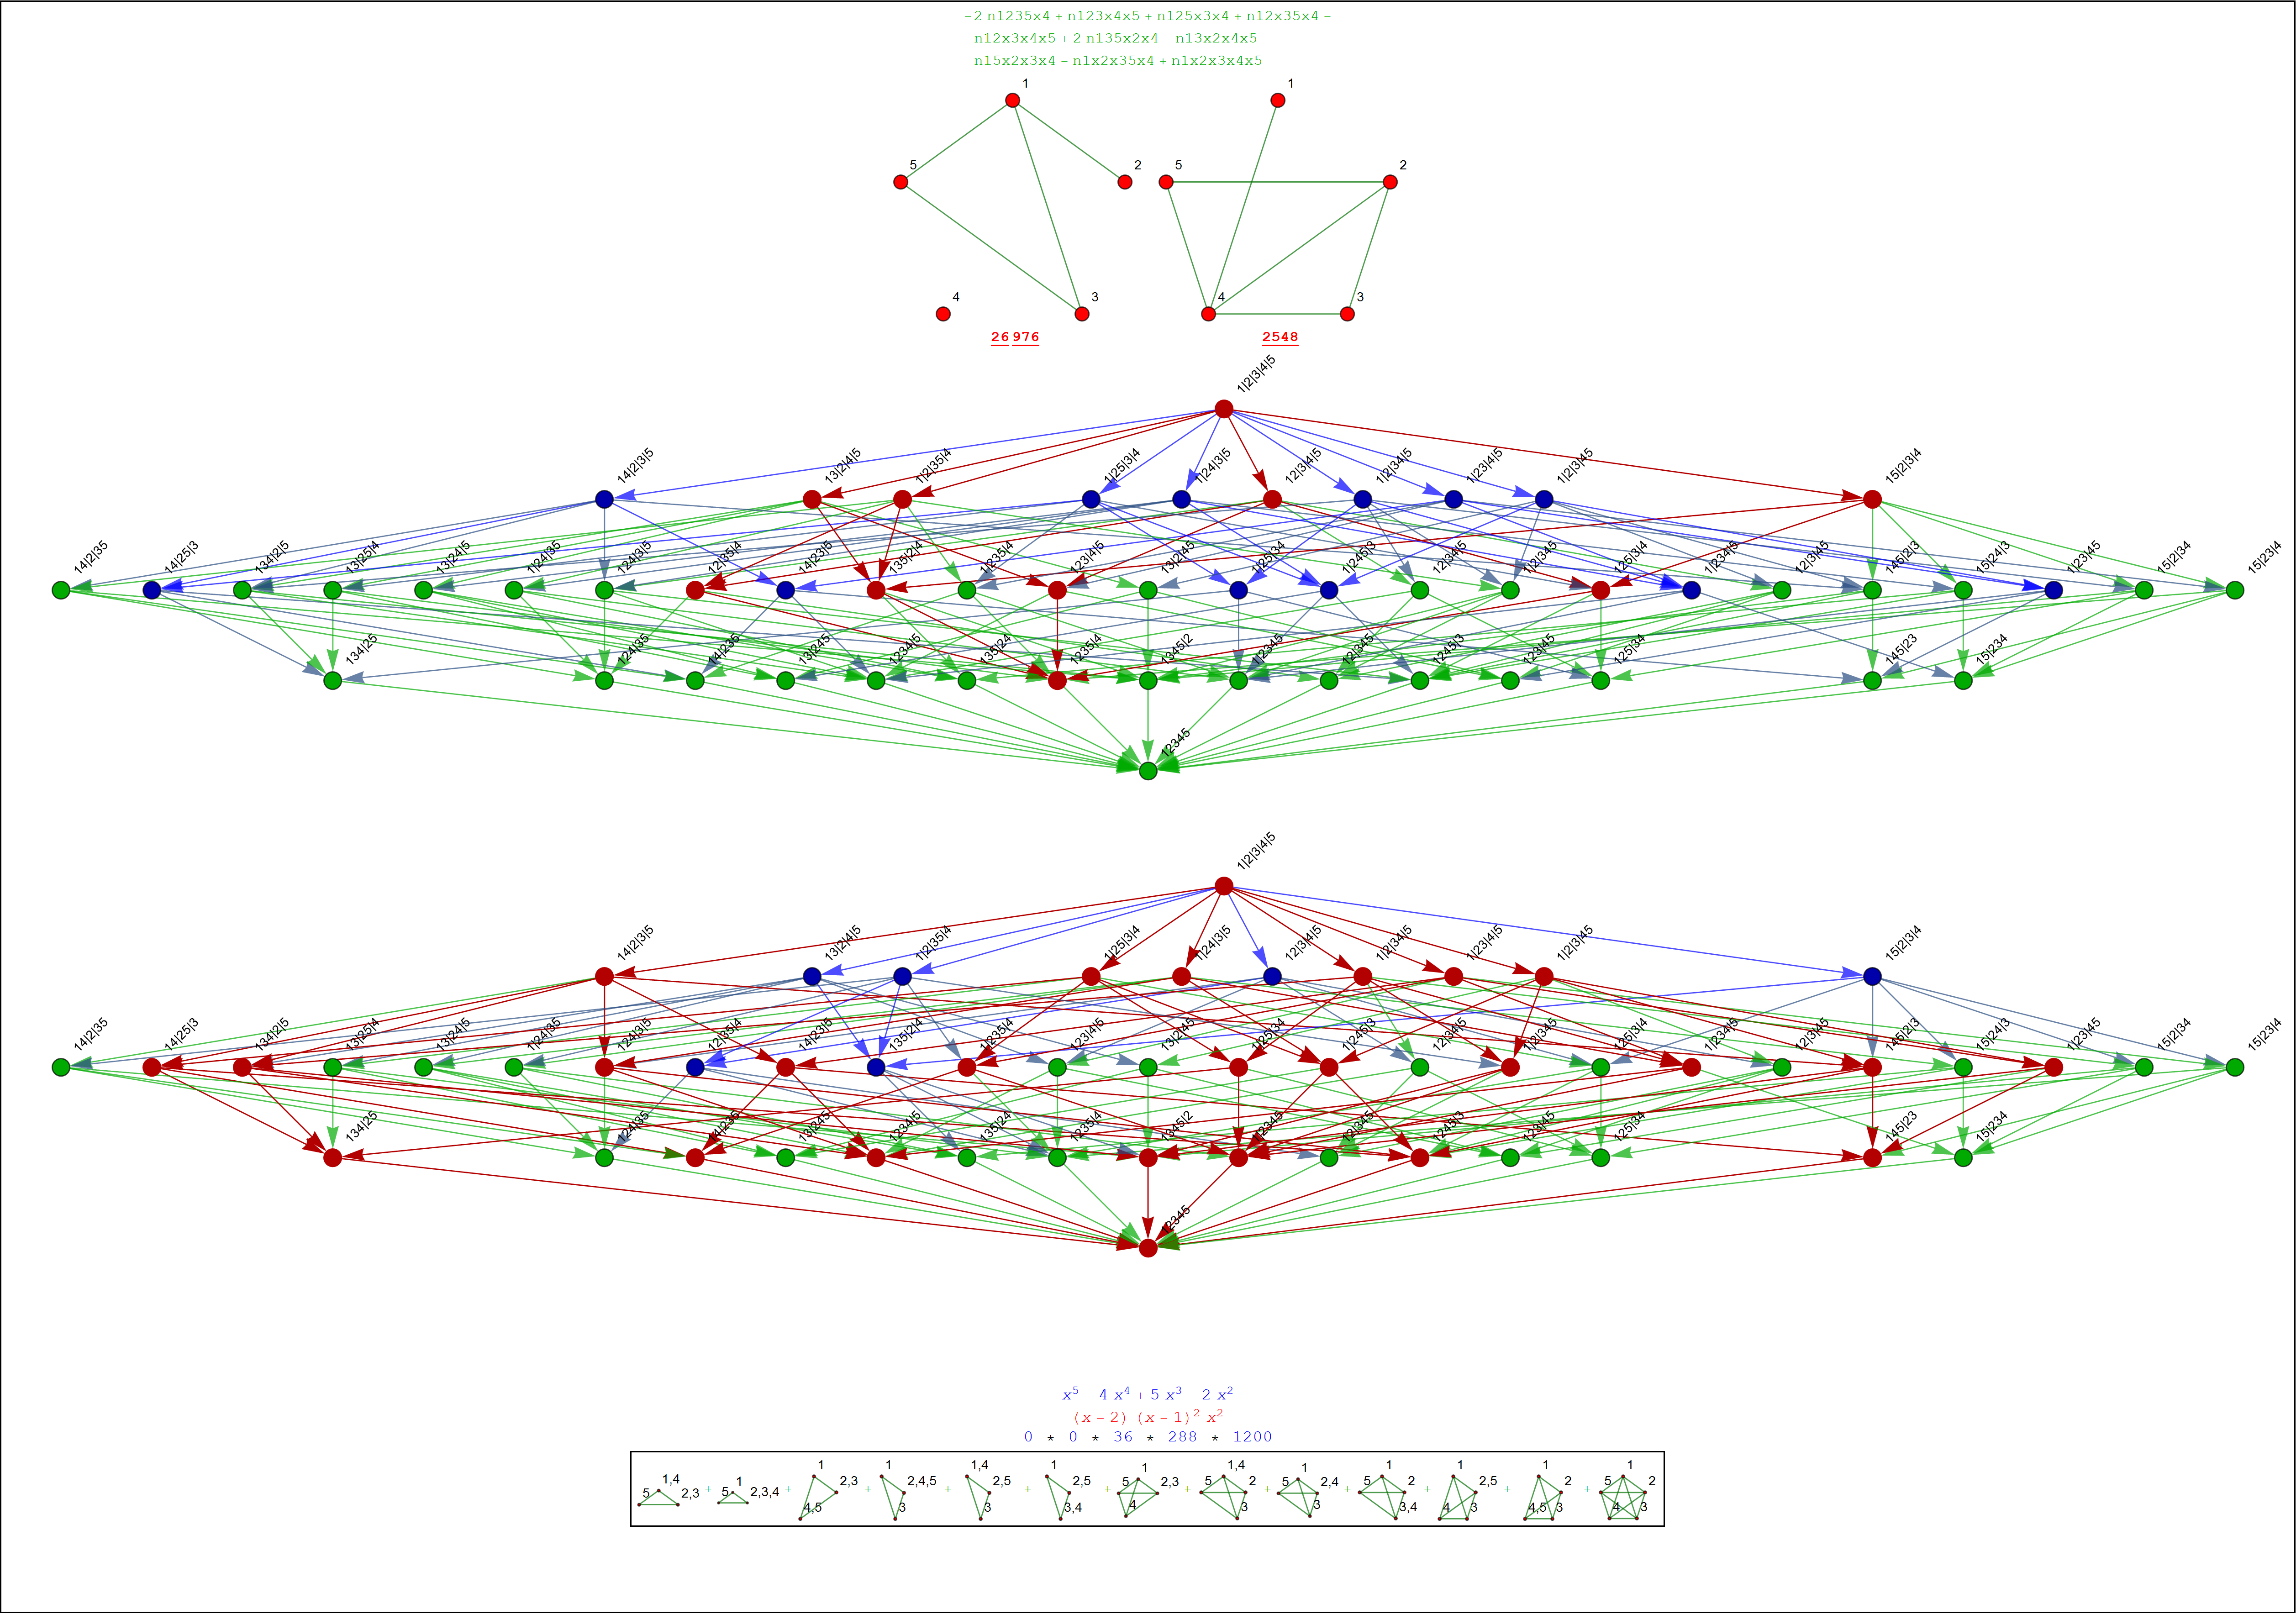 −2 n1235x4 + n123x4x5 + n125x3x4 + n12x35x4 −
n12x3x4x5 + 2 n135x2x4 − n13x2x4x5 −
n15x2x3x4 − n1x2x35x4 + n1x2x3x4x5
1 1
5 2 5 2
4 3 4 3
26 976 2548
1|2|3|4|5
14|2|3|5 13|2|4|5 1|2|35|4 1|25|3|4 1|24|3|5 12|3|4|5 1|2|34|5 1|23|4|5 1|2|3|45 15|2|3|4
14|2|35 14|25|3 134|2|5 13|25|4 13|24|5 1|24|35 124|3|5 12|35|4 14|23|5 135|2|4 1|235|4 123|4|5 13|2|45 1|25|34 1|245|3 12|34|5 1|2|345 125|3|4 1|234|5 12|3|45 145|2|3 15|24|3 1|23|45 15|2|34 15|23|4
134|25 124|35 14|235 13|245 1234|5 135|24 1235|4 1345|2 1|2345 12|345 1245|3 123|45 125|34 145|23 15|234
12345
1|2|3|4|5
14|2|3|5 13|2|4|5 1|2|35|4 1|25|3|4 1|24|3|5 12|3|4|5 1|2|34|5 1|23|4|5 1|2|3|45 15|2|3|4
14|2|35 14|25|3 134|2|5 13|25|4 13|24|5 1|24|35 124|3|5 12|35|4 14|23|5 135|2|4 1|235|4 123|4|5 13|2|45 1|25|34 1|245|3 12|34|5 1|2|345 125|3|4 1|234|5 12|3|45 145|2|3 15|24|3 1|23|45 15|2|34 15|23|4
134|25 124|35 14|235 13|245 1234|5 135|24 1235|4 1345|2 1|2345 12|345 1245|3 123|45 125|34 145|23 15|234
12345
x⁵ − 4 x⁴ + 5 x³ − 2 x²
(x − 2) (x − 1)² x²
0 * 0 * 36 * 288 * 1200
5 1,4 2,3 + 5 1 2,3,4 + 1 2,3 4,5 + 1 2,4,5 3 + 1,4 2,5 3 + 1 2,5 3,4 + 5 1 2,3 4 + 5 1,4 2 3 + 5 1 2,4 3 + 5 1 2 3,4 + 1 2,5 4 3 + 1 2 4,5 3 + 5 1 2 4 3